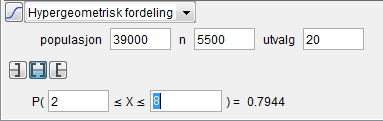 Hypergeometrisk fordeling
populasjon 39000 n 5500 utvalg 20
P( 2 ≤ X ≤ 8 ) = 0.7944